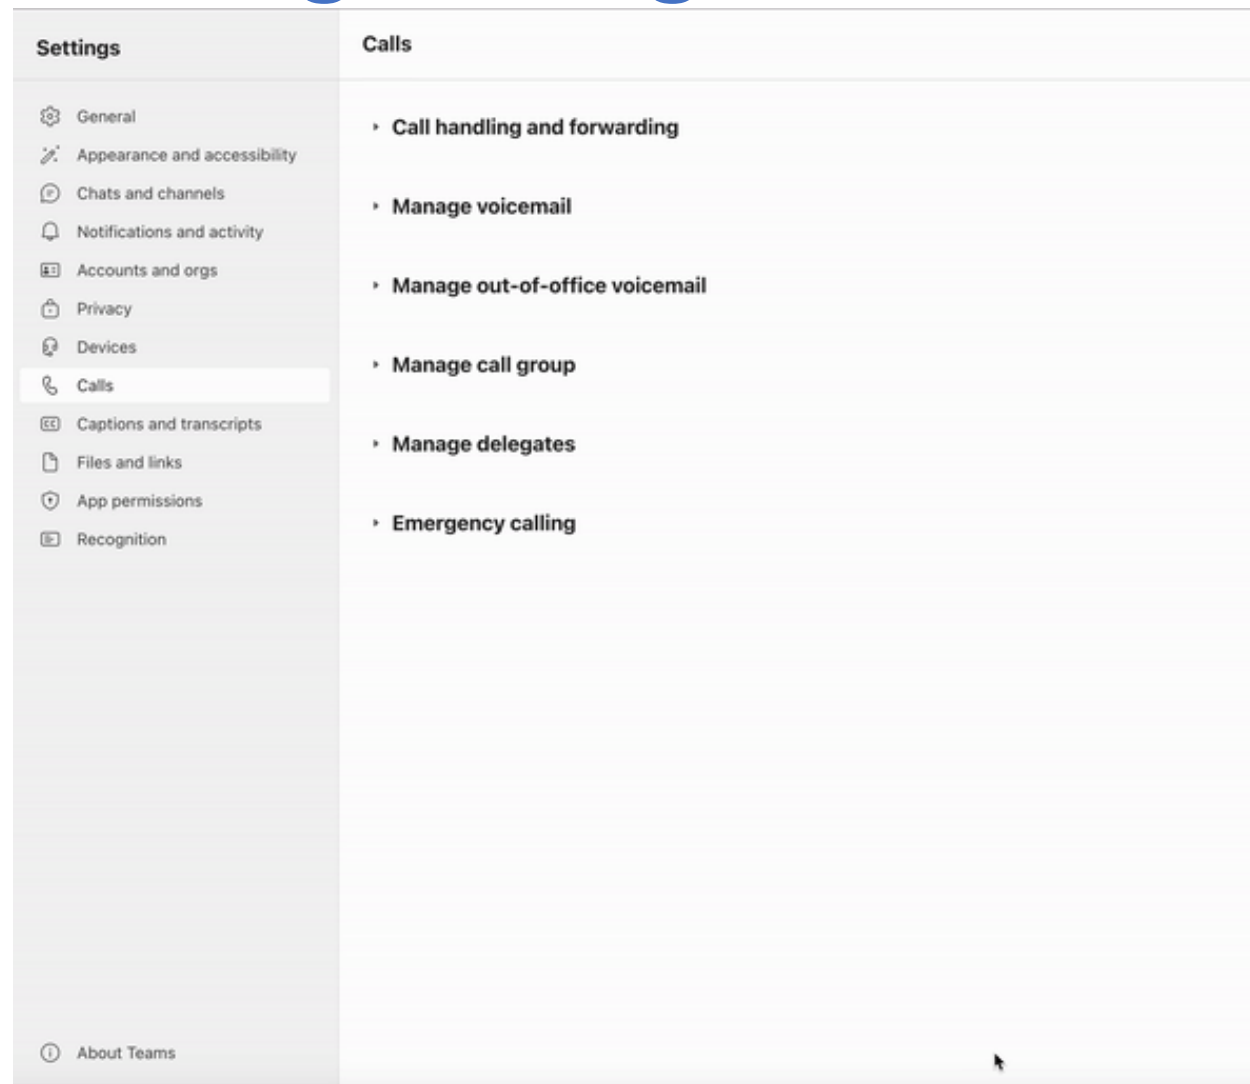 Settings
General
Appearance and accessibility
Chats and channels
Notifications and activity
Accounts and orgs
Privacy
Devices
Calls
Captions and transcripts
Files and links
App permissions
Recognition
About Teams
Calls
Call handling and forwarding
Manage voicemail
Manage out-of-office voicemail
Manage call group
Manage delegates
Emergency calling